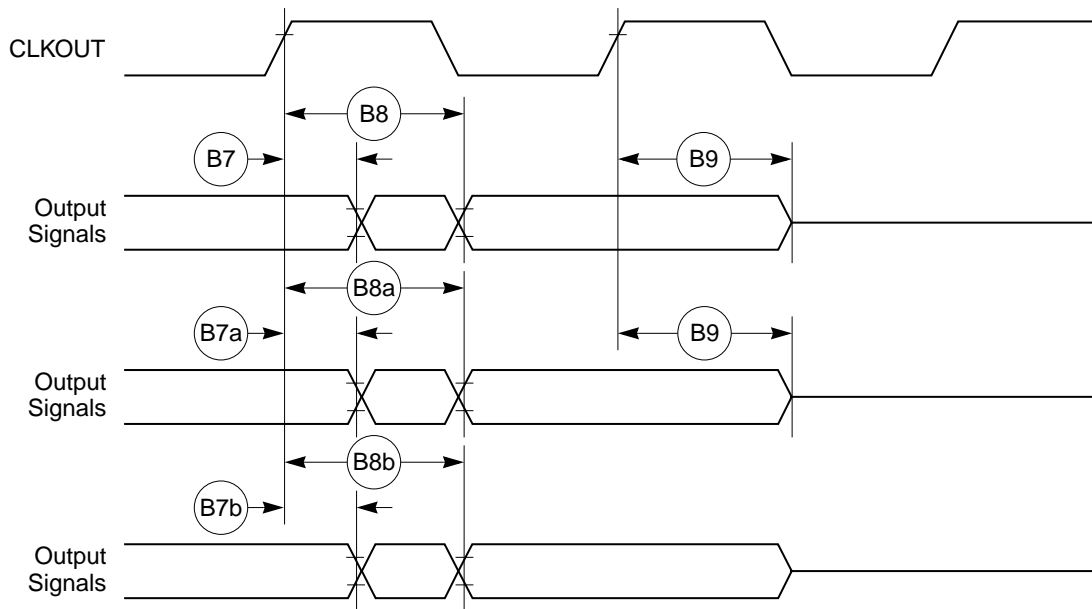 CLKOUT
B8
B7
B9
Output
Signals
B8a
B7a
B9
Output
Signals
B8b
B7b
Output
Signals